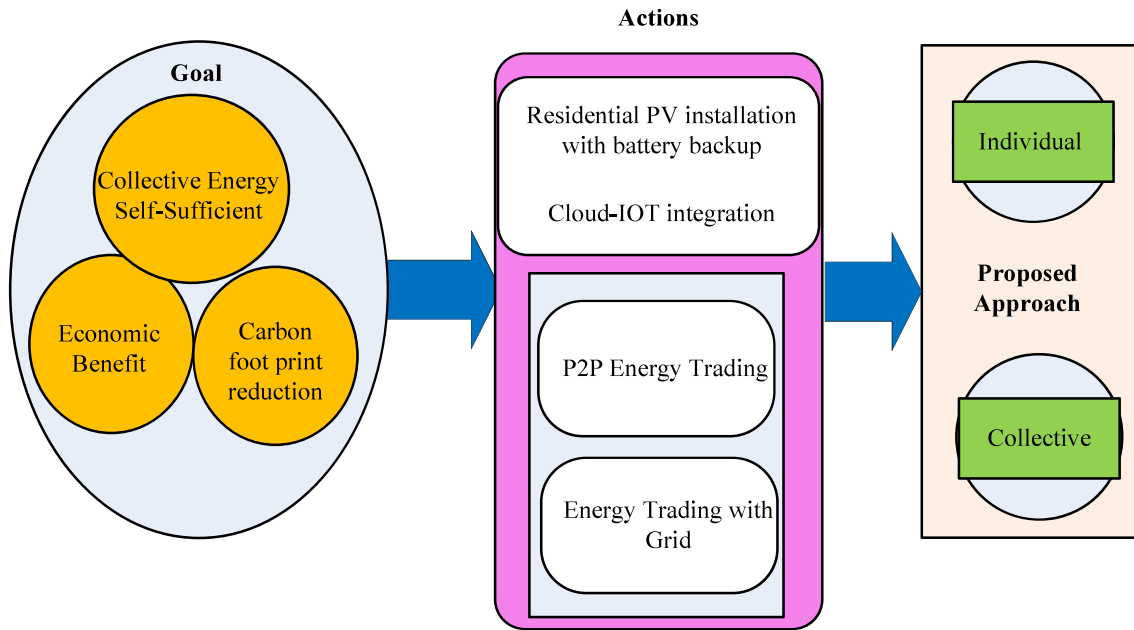 Goal
Collective Energy
Self-Sufficient
Economic
Benefit
Carbon
foot print
reduction
Actions
Residential PV installation
with battery backup
Cloud-IOT integration
P2P Energy Trading
Energy Trading with
Grid
Individual
Proposed
Approach
Collective